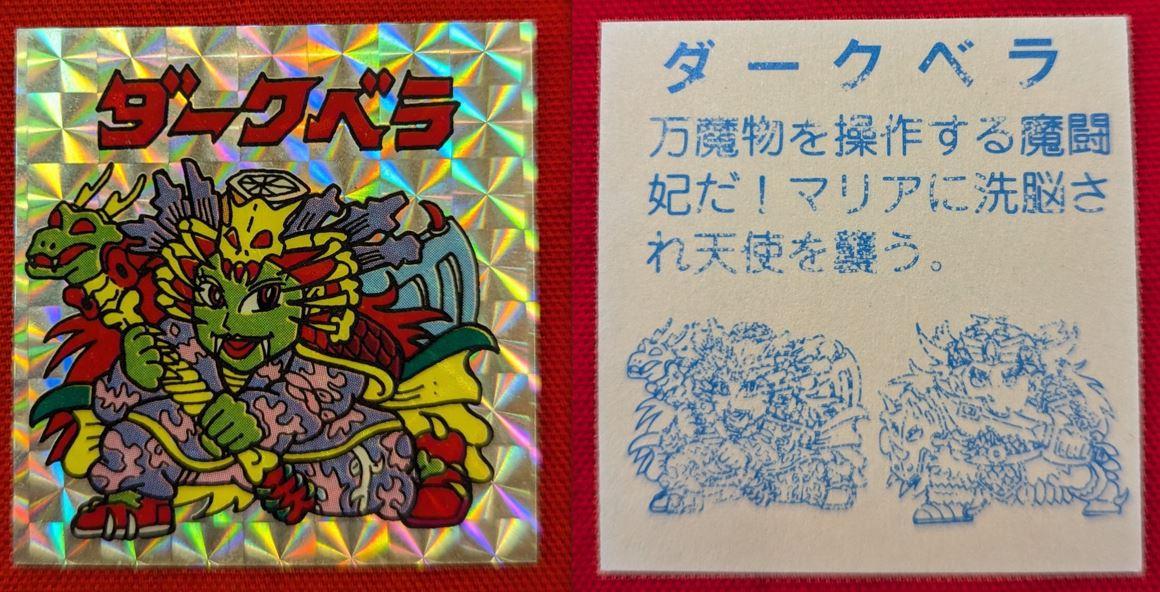 ダークベラ
ダークベラ
万魔物を操作する魔闘
妃だ！マリアに洗脳さ
れ天使を襲う。